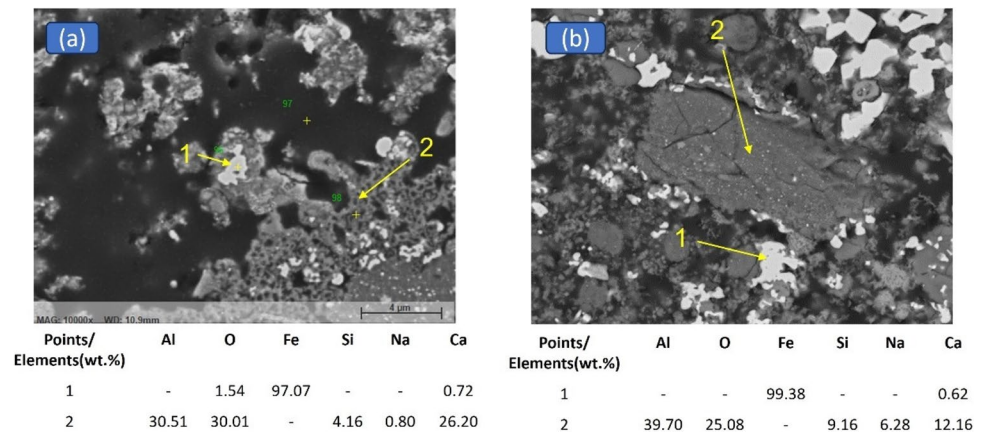 (a)
97
1
2
98
MAG: 10000x WD: 10.9mm
4 µm
(b)
2
1
Points/ Al O Fe Si Na Ca
Elements(wt.%)
1 - 1.54 97.07 - - 0.72
2 30.51 30.01 - 4.16 0.80 26.20
Points/ Al O Fe Si Na Ca
Elements(wt.%)
1 - - 99.38 - - 0.62
2 39.70 25.08 - 9.16 6.28 12.16